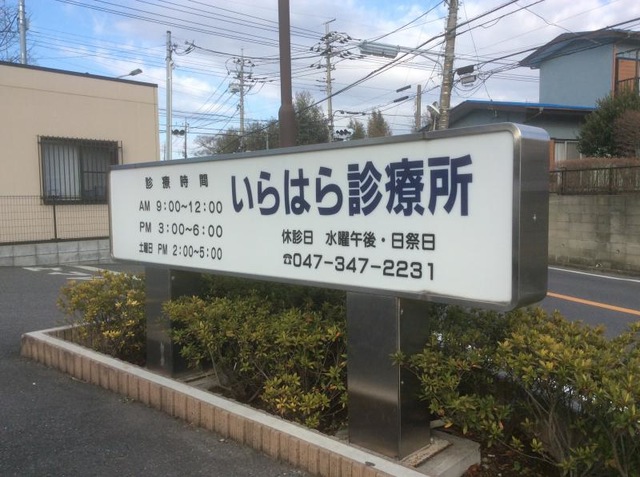 診療時間
AM 9:00~12:00
PM 3:00~6:00
土曜日 PM 2:00~5:00
いらはら診療所
休診日 水曜午後・日祭日
☎047-347-2231